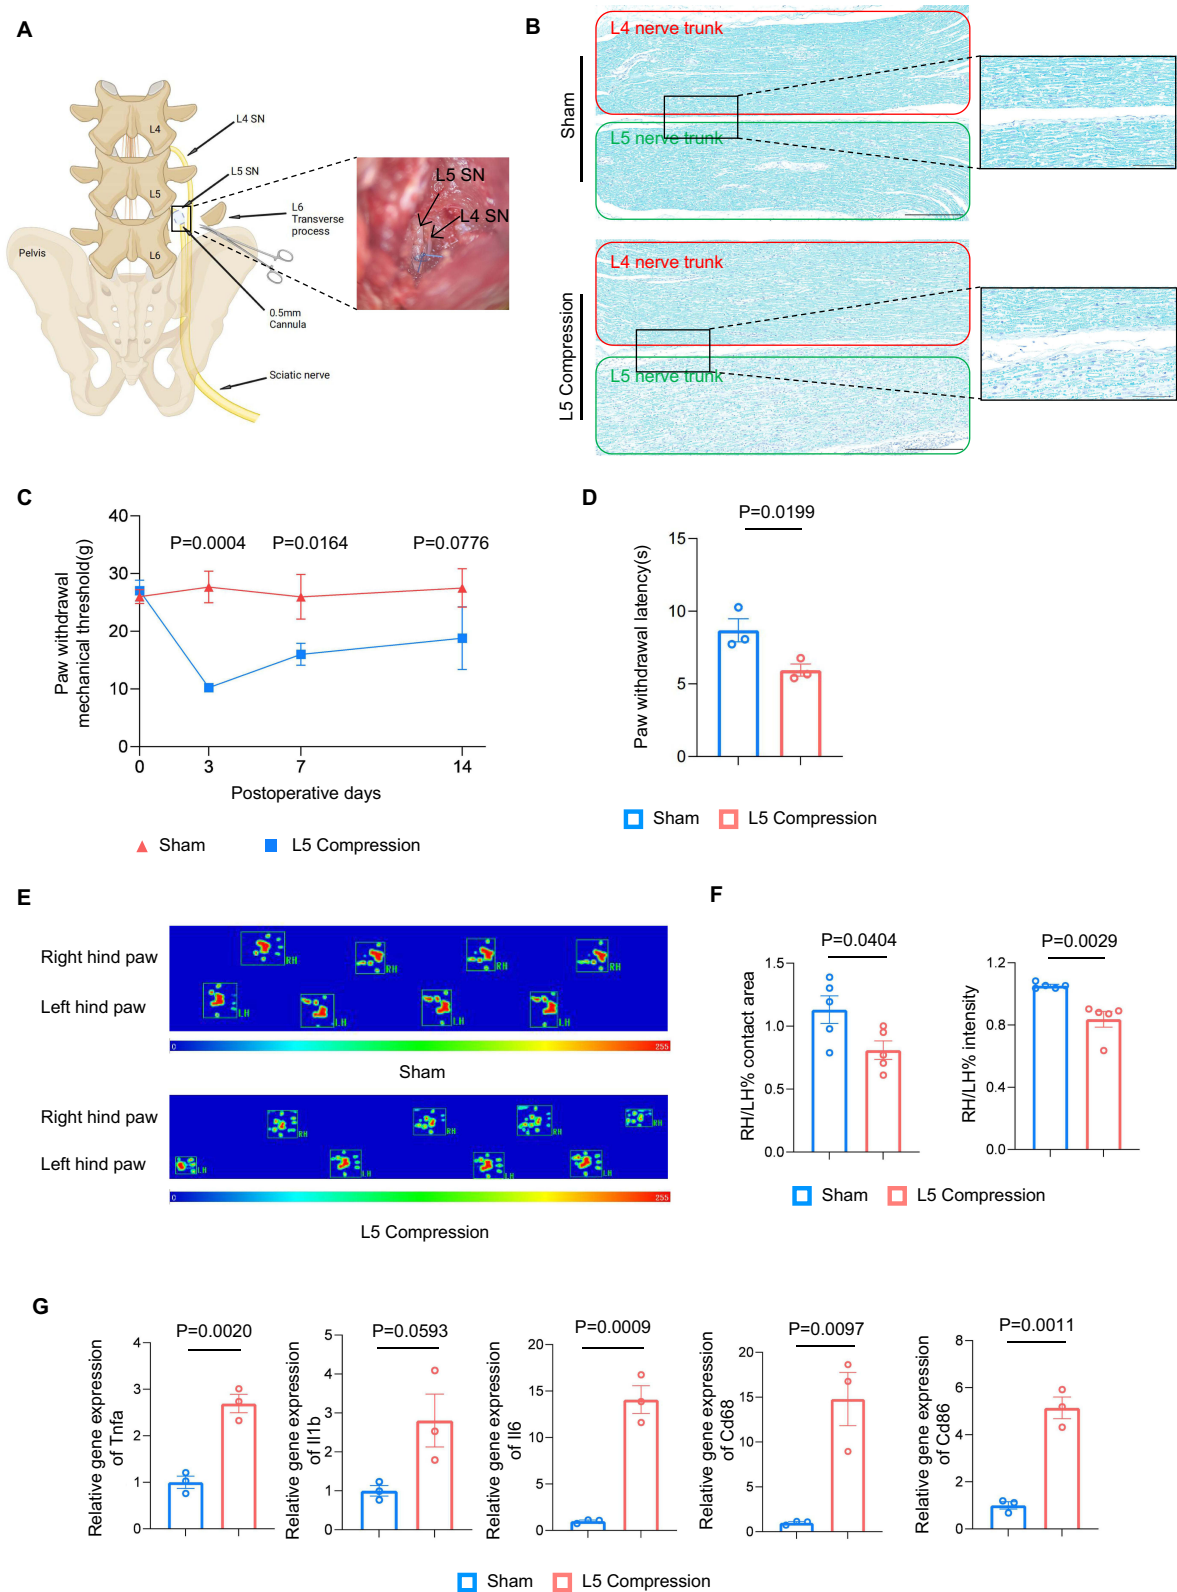 A
L4
L4 SN
L5 SN
L5
L6
Transverse
process
Pelvis
L6
0.5mm
Cannula
Sciatic nerve
L5 SN
L4 SN
B
Sham
L4 nerve trunk
L5 nerve trunk
L5 Compression
L4 nerve trunk
L5 nerve trunk
C
Paw withdrawal
mechanical threshold(g)
40
30
20
10
0
P=0.0004
P=0.0164
P=0.0776
0
3
7
14
Postoperative days
Sham
L5 Compression
D
P=0.0199
Paw withdrawal latency(s)
15
10
5
0
Sham
L5 Compression
E
Right hind paw
RH
RH
RH
RH
Left hind paw
LH
LH
LH
LH
0
255
Sham
Right hind paw
RH
RH
RH
RH
Left hind paw
LH
LH
LH
LH
0
255
L5 Compression
F
P=0.0404
RH/LH% contact area
1.5
1.0
0.5
0.0
P=0.0029
RH/LH% intensity
1.2
0.8
0.4
0.0
Sham
L5 Compression
G
P=0.0020
Relative gene expression
of Tnfa
4
3
2
1
0
P=0.0593
Relative gene expression
of Il1b
5
4
3
2
1
0
P=0.0009
Relative gene expression
of Il6
20
15
10
5
0
P=0.0097
Relative gene expression
of Cd68
20
15
10
5
0
P=0.0011
Relative gene expression
of Cd86
8
6
4
2
0
Sham
L5 Compression